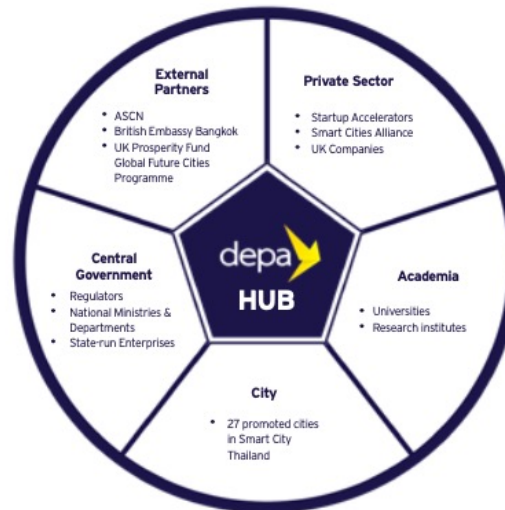 External
Partners
• ASCN
• British Embassy Bangkok
• UK Prosperity Fund
Global Future Cities
Programme
Private Sector
• Startup Accelerators
• Smart Cities Alliance
• UK Companies
Central
Government
• Regulators
• National Ministries &
Departments
• State-run Enterprises
depa
HUB
Academia
• Universities
• Research institutes
City
• 27 promoted cities
in Smart City
Thailand